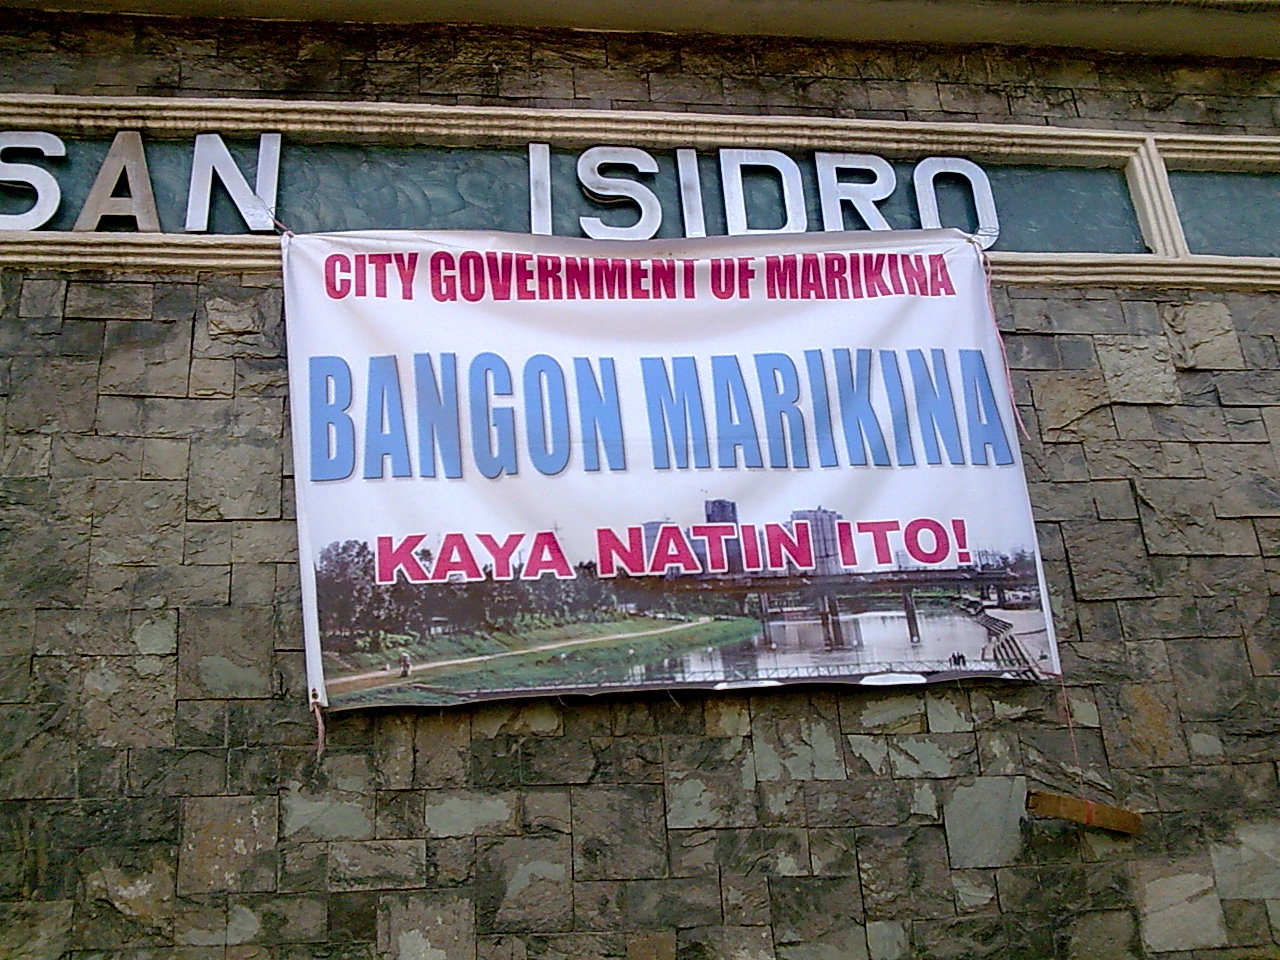 SAN ISIDRO
CITY GOVERNMENT OF MARIKINA
BANGON MARIKINA
KAYA NATIN ITO!